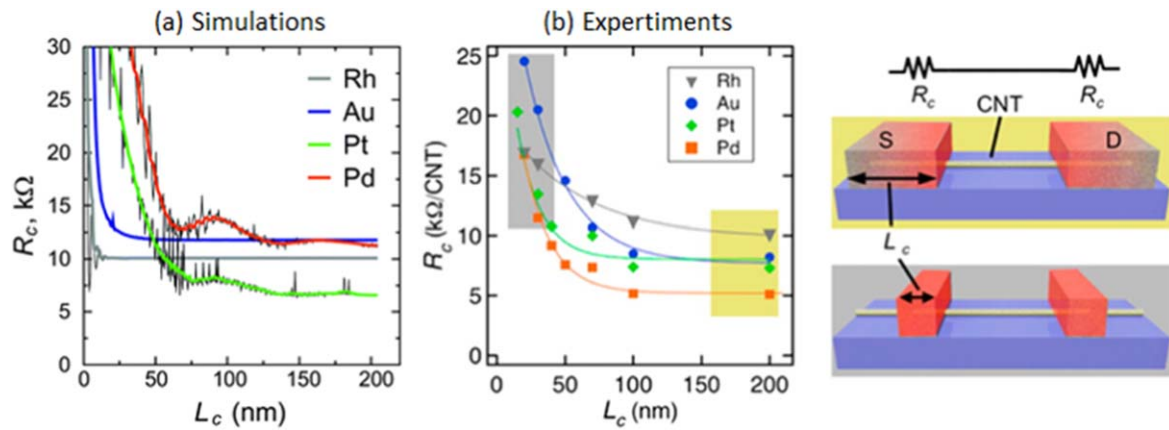 (a) Simulations
30
25
20
15
10
5
0
R_c, kΩ
Rh
Au
Pt
Pd
0 50 100 150 200
L_c (nm)
(b) Expertiments
25
20
15
10
5
0
R_c (kΩ/CNT)
Rh
Au
Pt
Pd
0 50 100 150 200
L_c (nm)
R_c R_c
CNT
S D
L_c